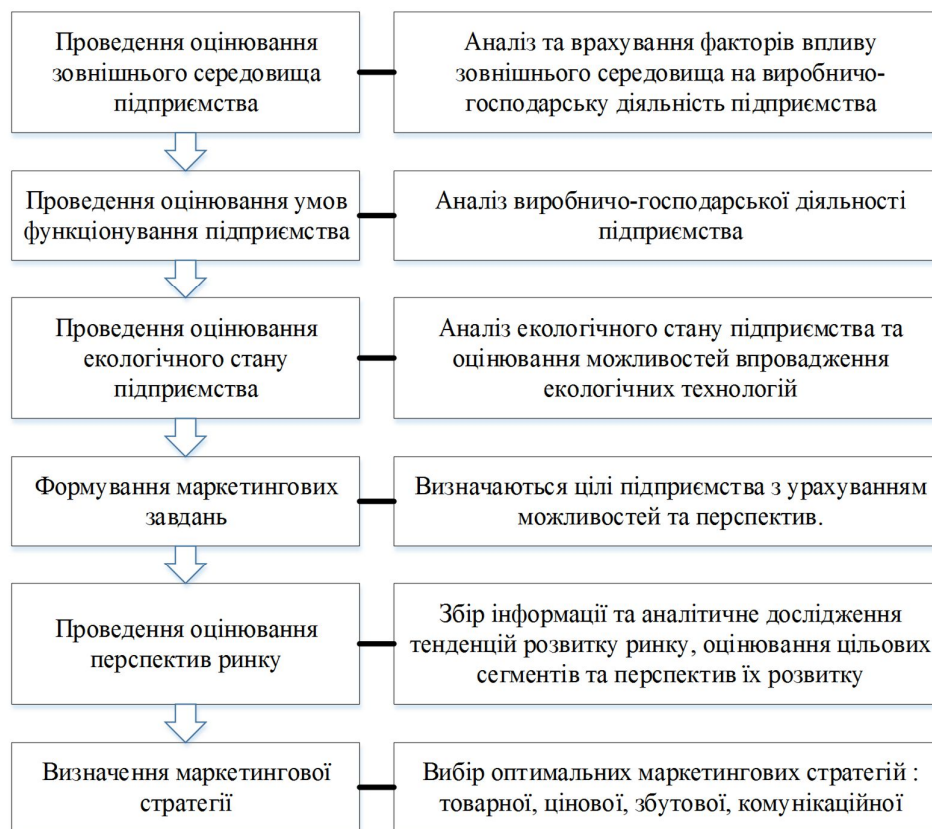 Проведення оцінювання
зовнішнього середовища
підприємства
Аналіз та врахування факторів впливу
зовнішнього середовища на виробничо-
господарську діяльність підприємства
Проведення оцінювання умов
функціонування підприємства
Аналіз виробничо-господарської діяльності
підприємства
Проведення оцінювання
екологічного стану
підприємства
Аналіз екологічного стану підприємства та
оцінювання можливостей впровадження
екологічних технологій
Формування маркетингових
завдань
Визначаються цілі підприємства з урахуванням
можливостей та перспектив.
Проведення оцінювання
перспектив ринку
Збір інформації та аналітичне дослідження
тенденцій розвитку ринку, оцінювання цільових
сегментів та перспектив їх розвитку
Визначення маркетингової
стратегії
Вибір оптимальних маркетингових стратегій :
товарної, цінової, збутової, комунікаційної